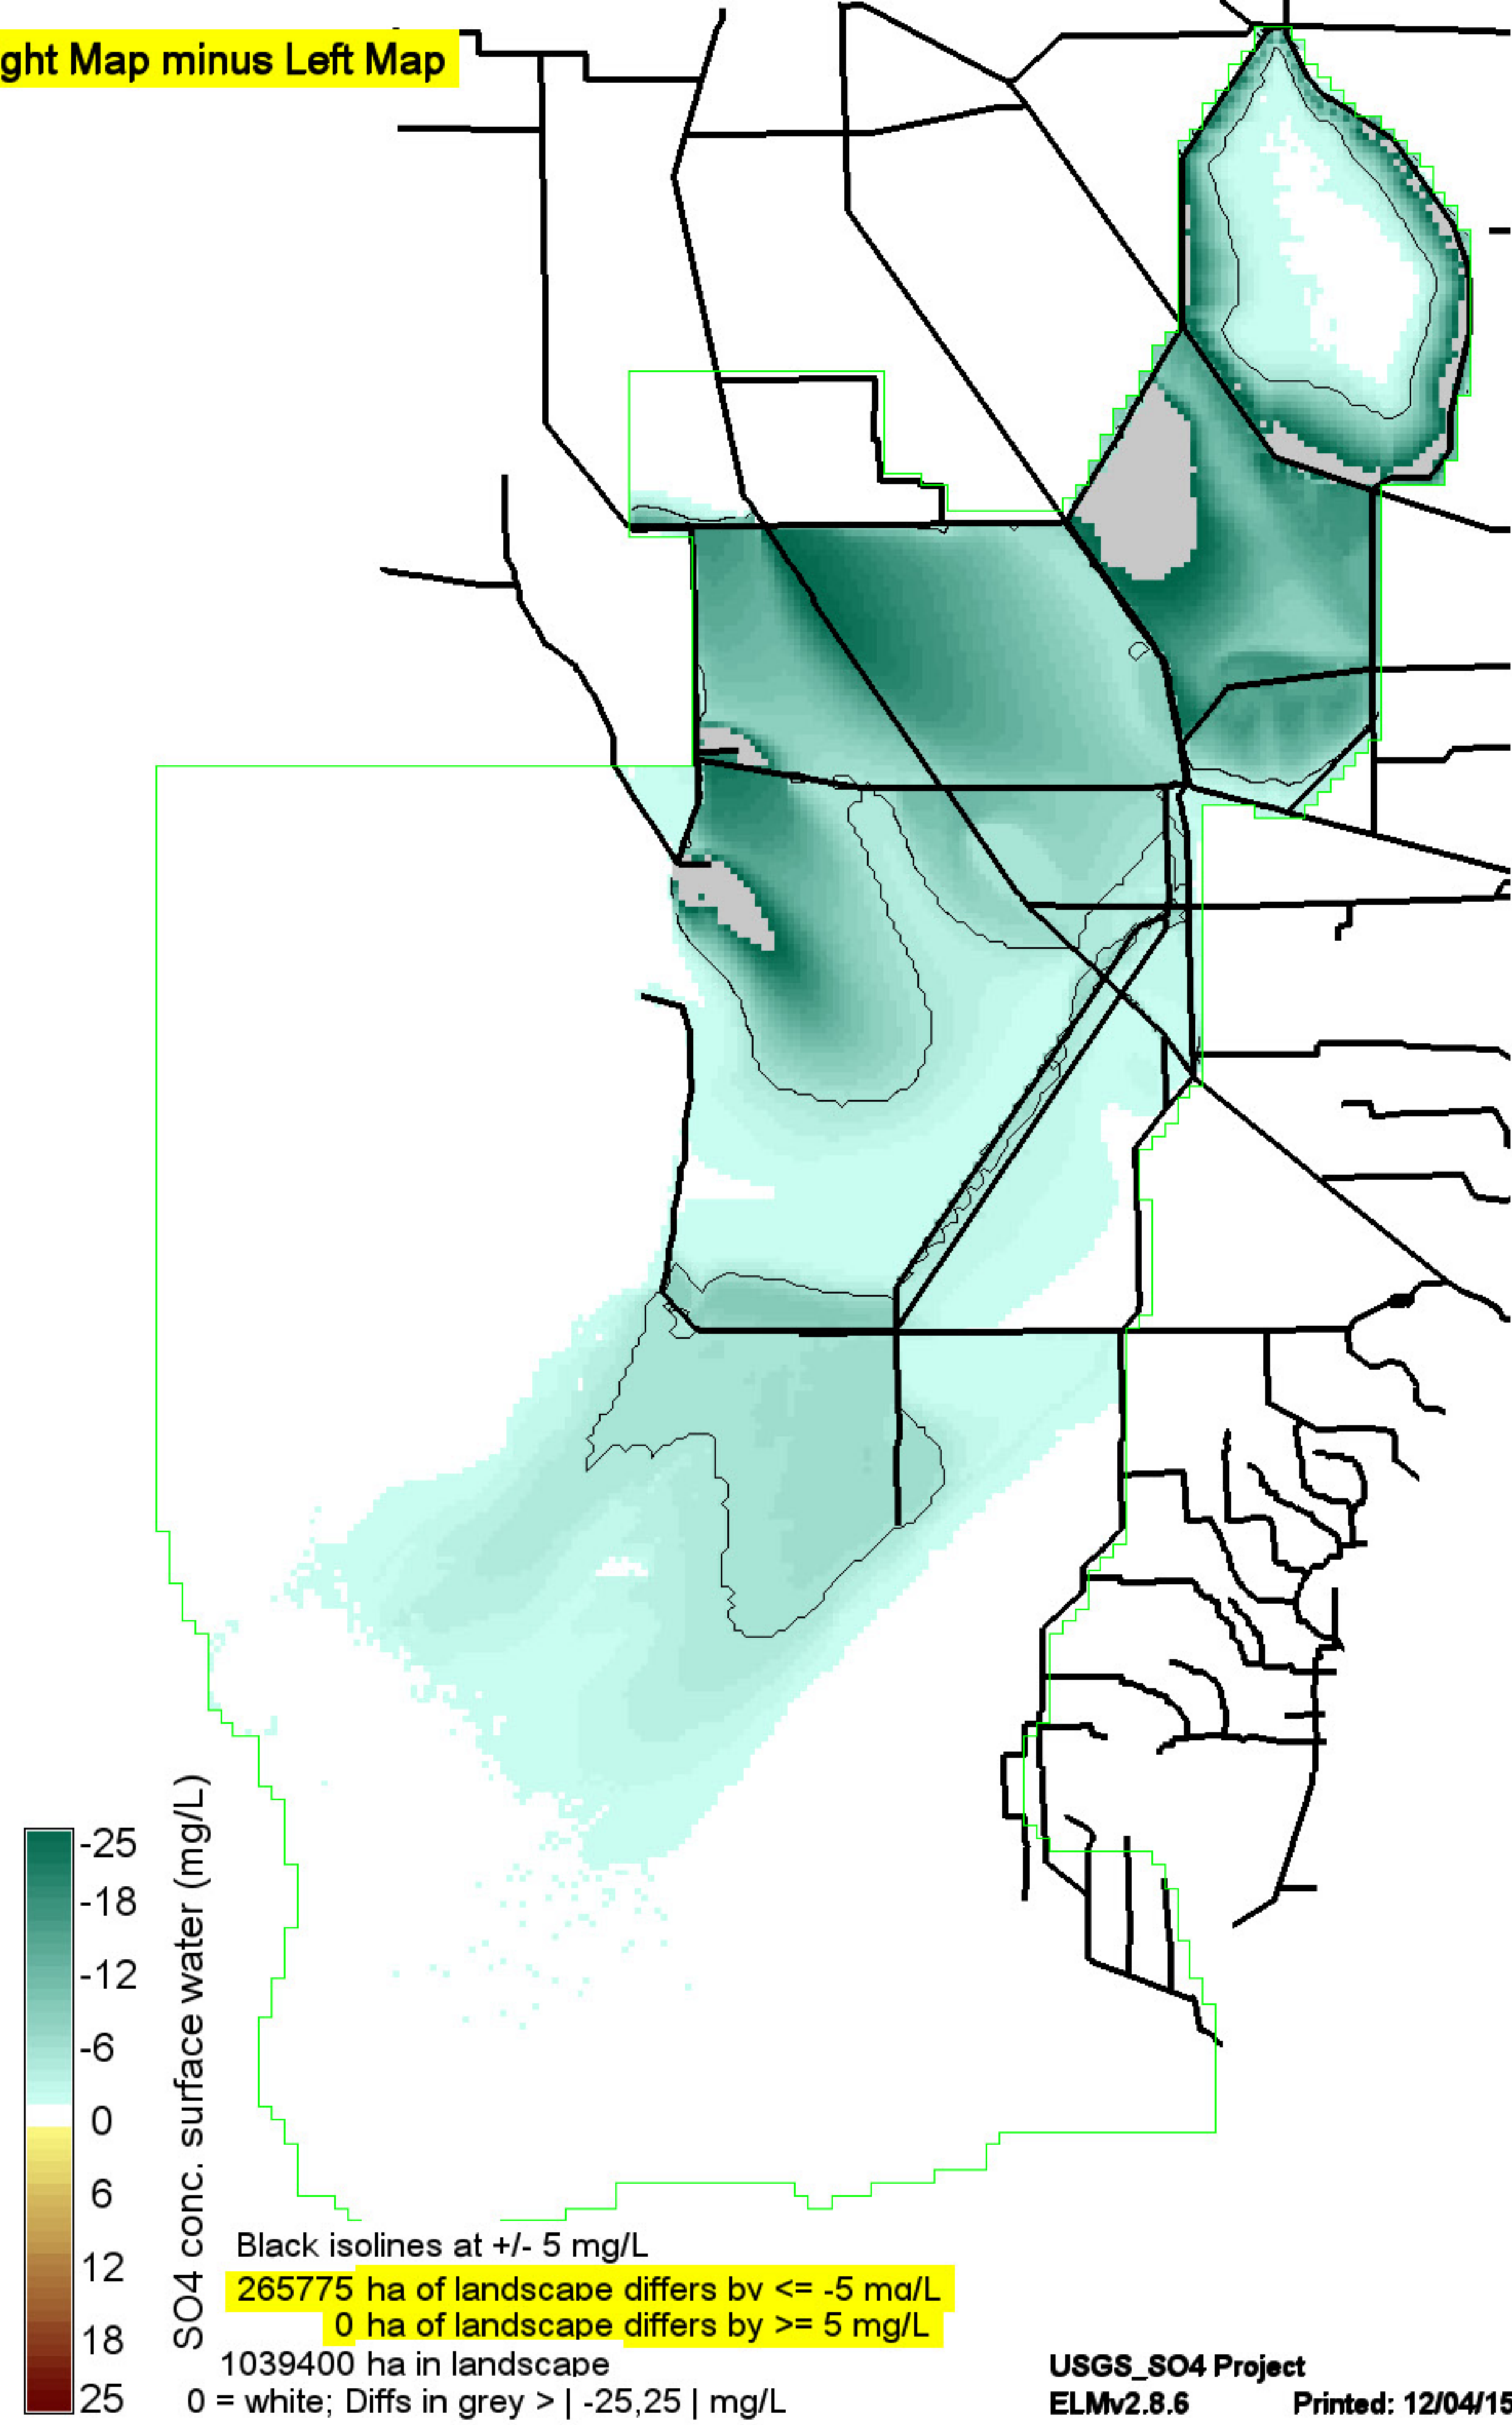 ght Map minus Left Map
-25
-18
-12
-6
0
6
12
18
25
SO4 conc. surface water (mg/L)
Black isolines at +/- 5 mg/L
265775 ha of landscape differs by <= -5 mg/L
0 ha of landscape differs by >= 5 mg/L
1039400 ha in landscape
0 = white; Diffs in grey > | -25,25 | mg/L
USGS_SO4 Project
ELMv2.8.6 Printed: 12/04/15